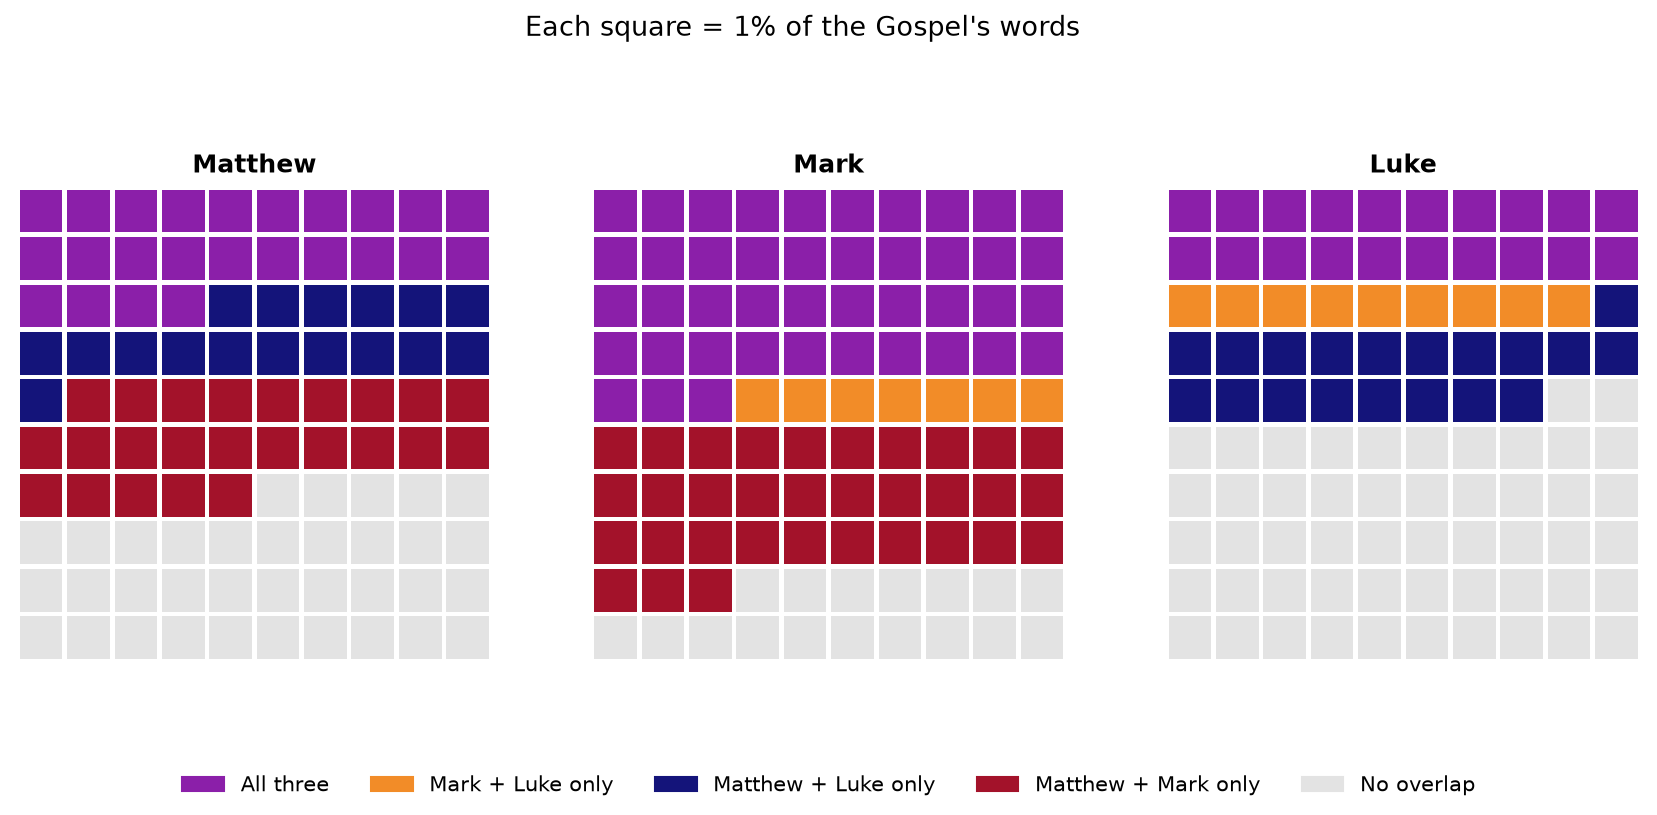 Each square = 1% of the Gospel's words
Matthew
Mark
Luke
All three
Mark + Luke only
Matthew + Luke only
Matthew + Mark only
No overlap